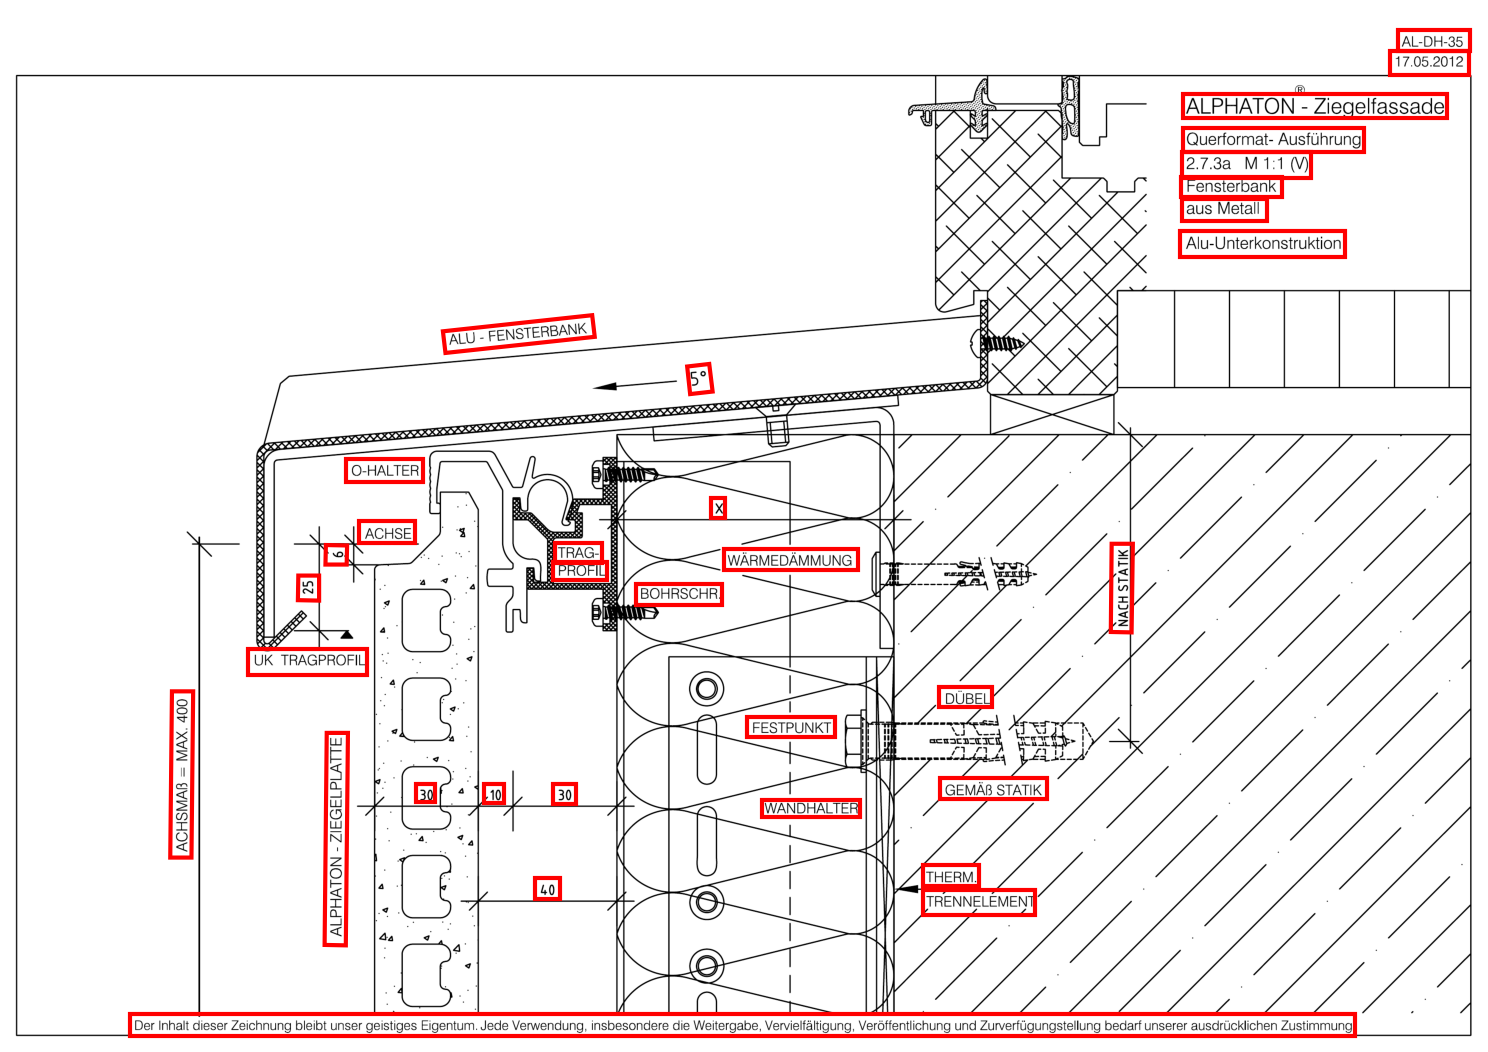 AL-DH-35
17.05.2012
®
ALPHATON - Ziegelfassade
Querformat- Ausführung
2.7.3a M 1:1 (V)
Fensterbank
aus Metall
Alu-Unterkonstruktion
ALU - FENSTERBANK
5°
O-HALTER
X
ACHSE
6
TRAG-
PROFIL
WÄRMEDÄMMUNG
25
BOHRSCHR.
NACH STATIK
UK TRAGPROFIL
DÜBEL
FESTPUNKT
ACHSMAß = MAX. 400
ALPHATON - ZIEGELPLATTE
30
10
30
GEMÄß STATIK
WANDHALTER
40
THERM.
TRENNELEMENT
Der Inhalt dieser Zeichnung bleibt unser geistiges Eigentum. Jede Verwendung, insbesondere die Weitergabe, Vervielfältigung, Veröffentlichung und Zurverfügungstellung bedarf unserer ausdrücklichen Zustimmung